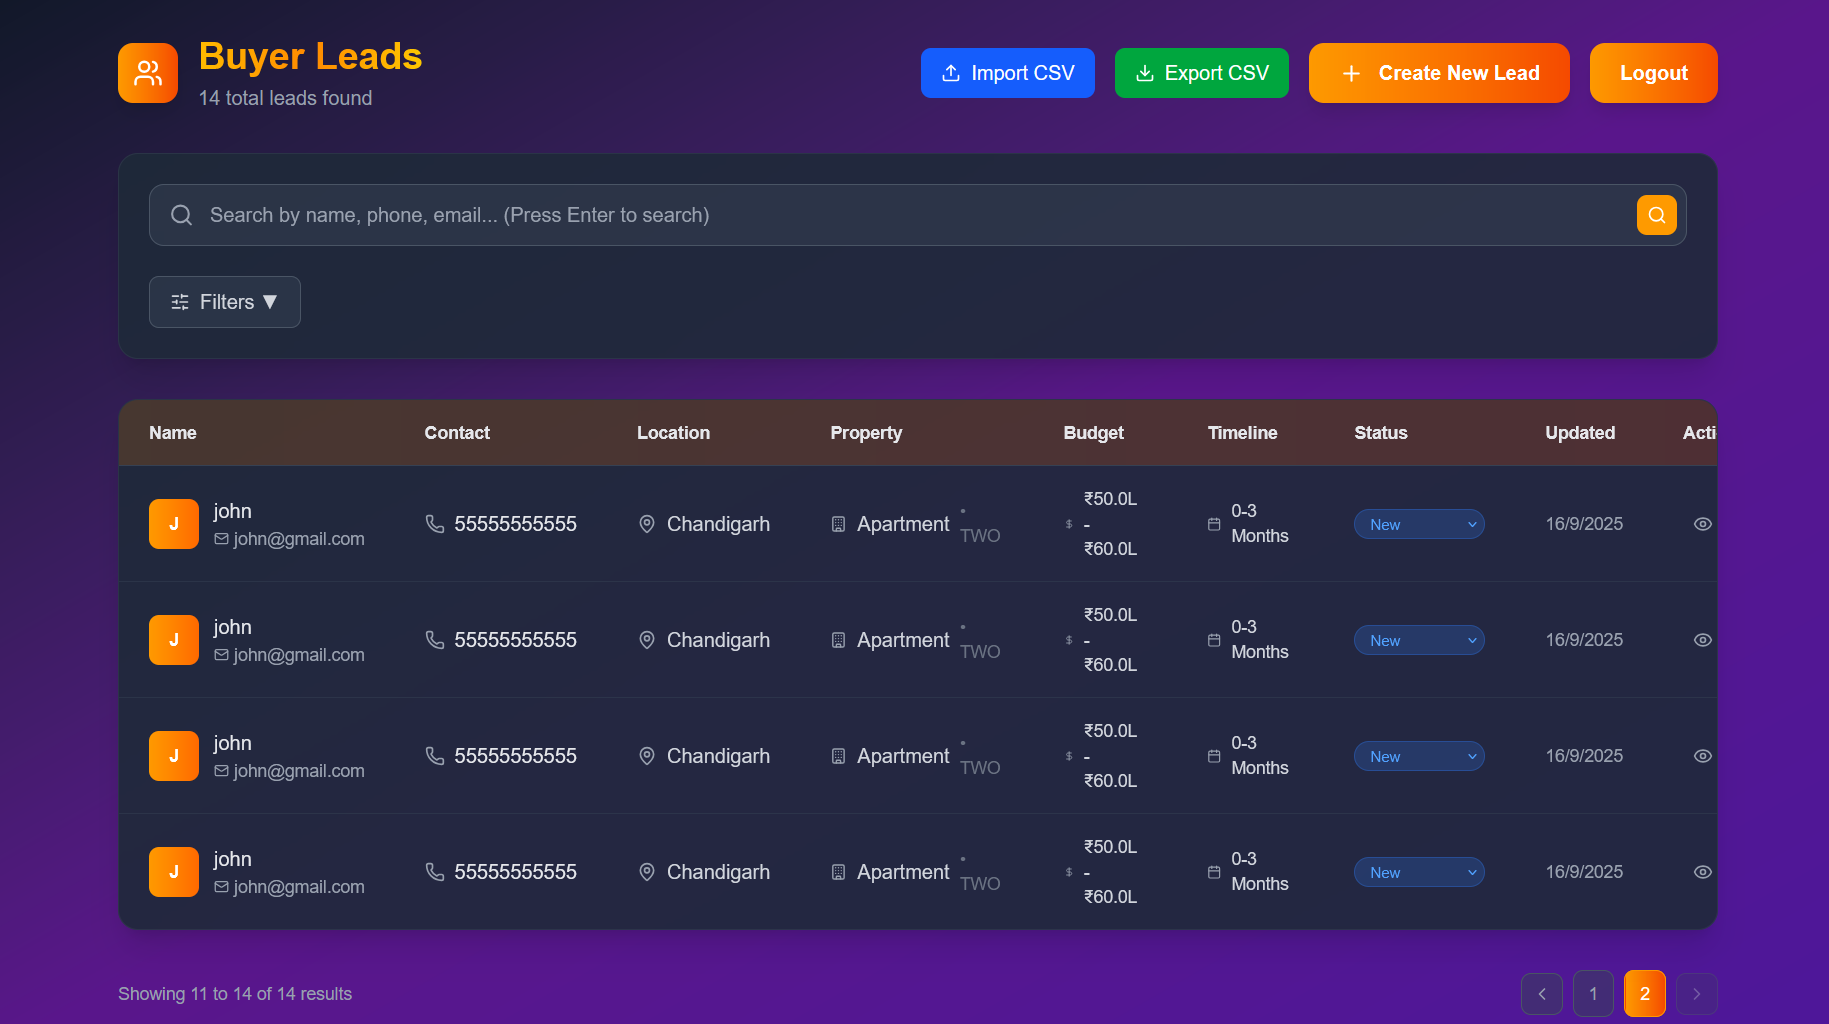 Buyer Leads
14 total leads found
Import CSV
Export CSV
Create New Lead
Logout
Search by name, phone, email... (Press Enter to search)
Filters ▼
Name Contact Location Property Budget Timeline Status Updated Acti
J john 55555555555 Chandigarh Apartment • TWO $ ₹50.0L - ₹60.0L 0-3 Months New 16/9/2025
john@gmail.com
J john 55555555555 Chandigarh Apartment • TWO $ ₹50.0L - ₹60.0L 0-3 Months New 16/9/2025
john@gmail.com
J john 55555555555 Chandigarh Apartment • TWO $ ₹50.0L - ₹60.0L 0-3 Months New 16/9/2025
john@gmail.com
J john 55555555555 Chandigarh Apartment • TWO $ ₹50.0L - ₹60.0L 0-3 Months New 16/9/2025
john@gmail.com
Showing 11 to 14 of 14 results
1 2